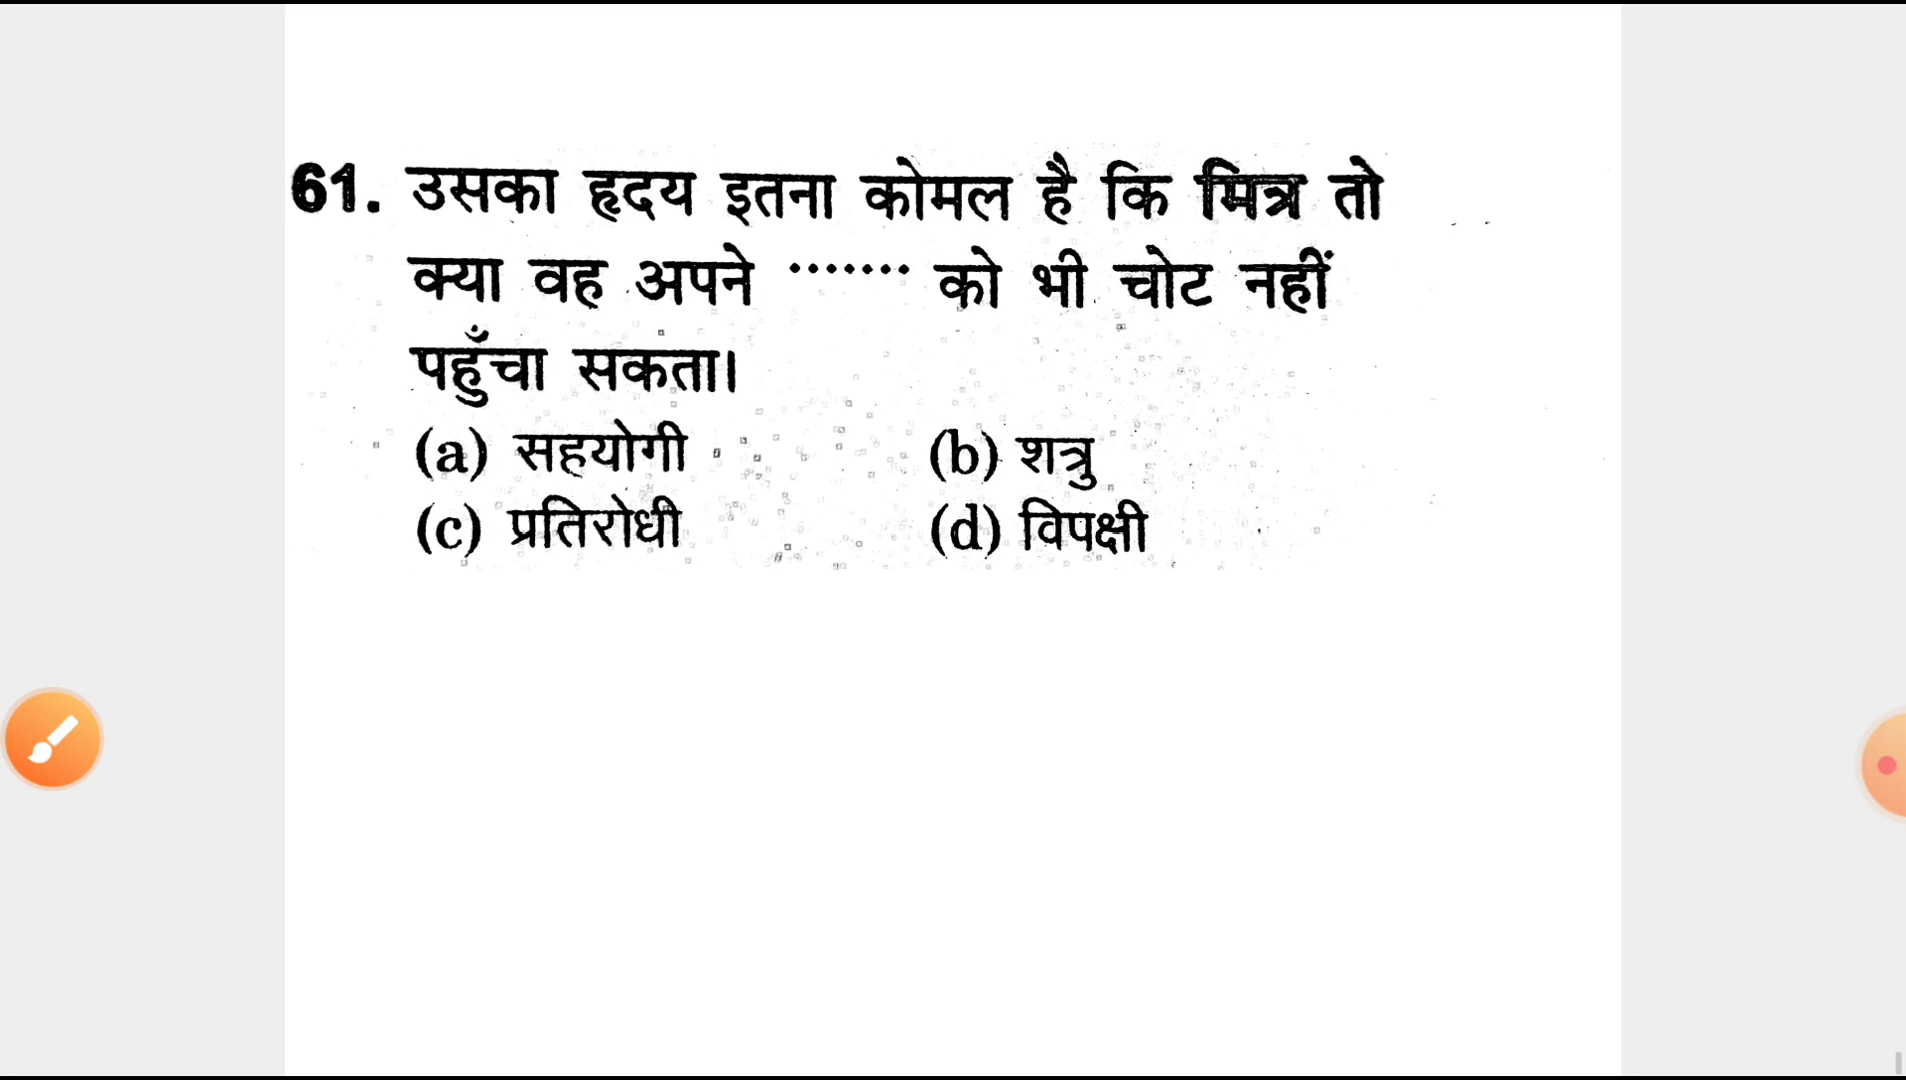 61. उसका हृदय इतना कोमल है कि मित्र तो
क्या वह अपने ······· को भी चोट नहीं
पहुँचा सकता।
(a) सहयोगी (b) शत्रु
(c) प्रतिरोधी (d) विपक्षी